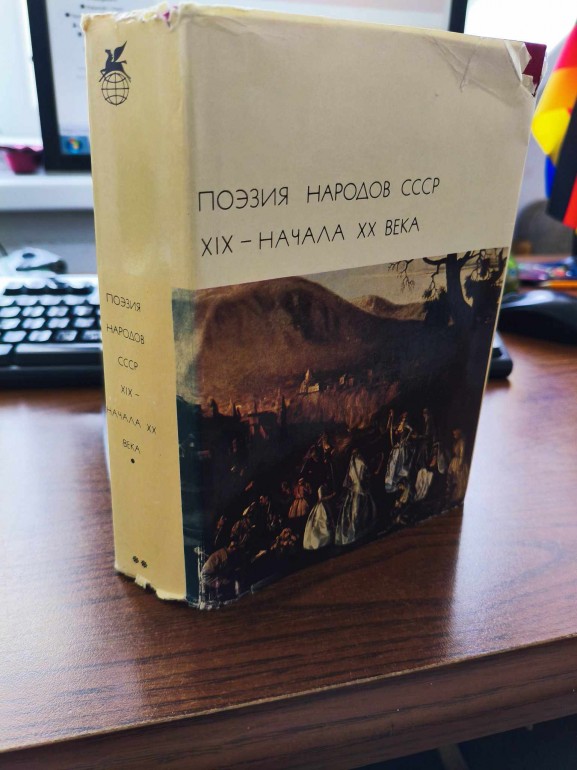 ПОЭЗИЯ НАРОДОВ СССР
XIX – НАЧАЛА XX ВЕКА
ПОЭЗИЯ
НАРОДОВ
СССР
XIX –
НАЧАЛА XX
ВЕКА